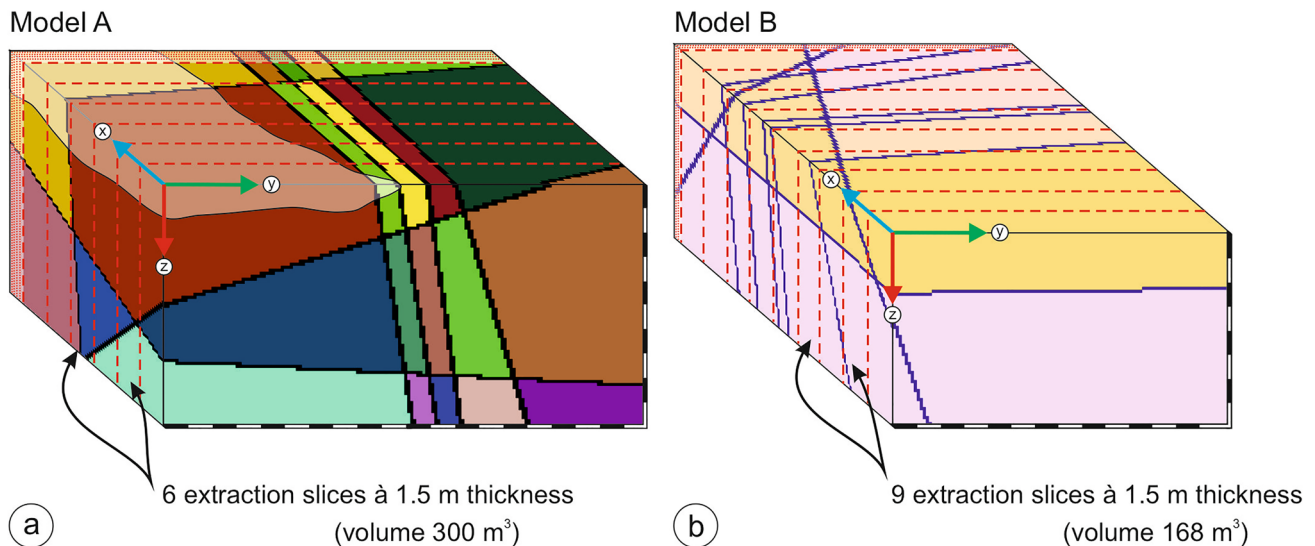 Model A
Model B
x
y
z
x
y
z
6 extraction slices à 1.5 m thickness
(volume 300 m³)
9 extraction slices à 1.5 m thickness
(volume 168 m³)
a
b